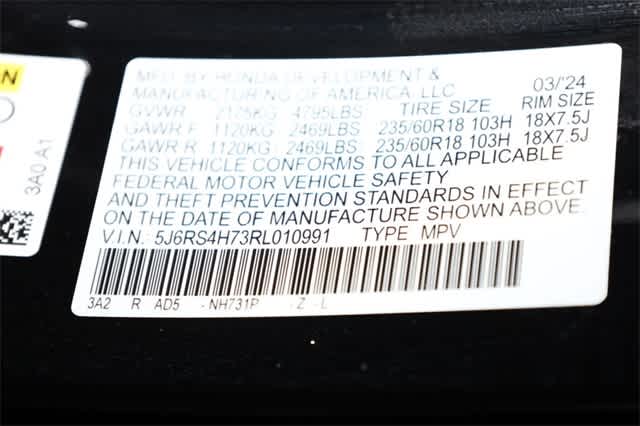 N
3A0 A1
MFD. BY HONDA DEVELOPMENT &
MANUFACTURING OF AMERICA, LLC 03/'24
GVWR 2175KG 4795LBS TIRE SIZE RIM SIZE
GAWR F 1120KG 2469LBS 235/60R18 103H 18X7.5J
GAWR R 1120KG 2469LBS 235/60R18 103H 18X7.5J
THIS VEHICLE CONFORMS TO ALL APPLICABLE
FEDERAL MOTOR VEHICLE SAFETY
AND THEFT PREVENTION STANDARDS IN EFFECT
ON THE DATE OF MANUFACTURE SHOWN ABOVE.
V.I.N.: 5J6RS4H73RL010991 TYPE MPV
3A2 R AD5 -NH731P -Z -L